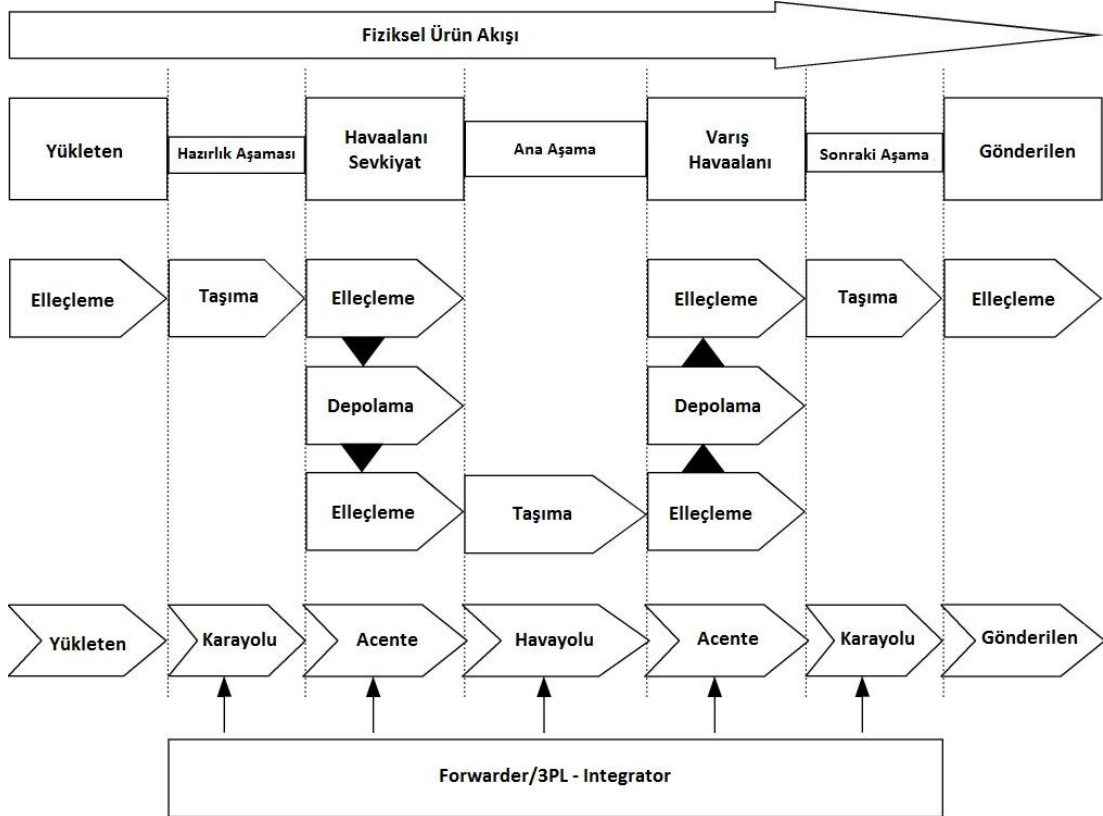 Fiziksel Ürün Akışı
Yükleten
Hazırlık Aşaması
Havaalanı
Sevkiyat
Ana Aşama
Varış
Havaalanı
Sonraki Aşama
Gönderilen
Elleçleme
Taşıma
Elleçleme
Elleçleme
Taşıma
Elleçleme
Depolama
Depolama
Elleçleme
Taşıma
Elleçleme
Yükleten
Karayolu
Acente
Havayolu
Acente
Karayolu
Gönderilen
Forwarder/3PL - Integrator